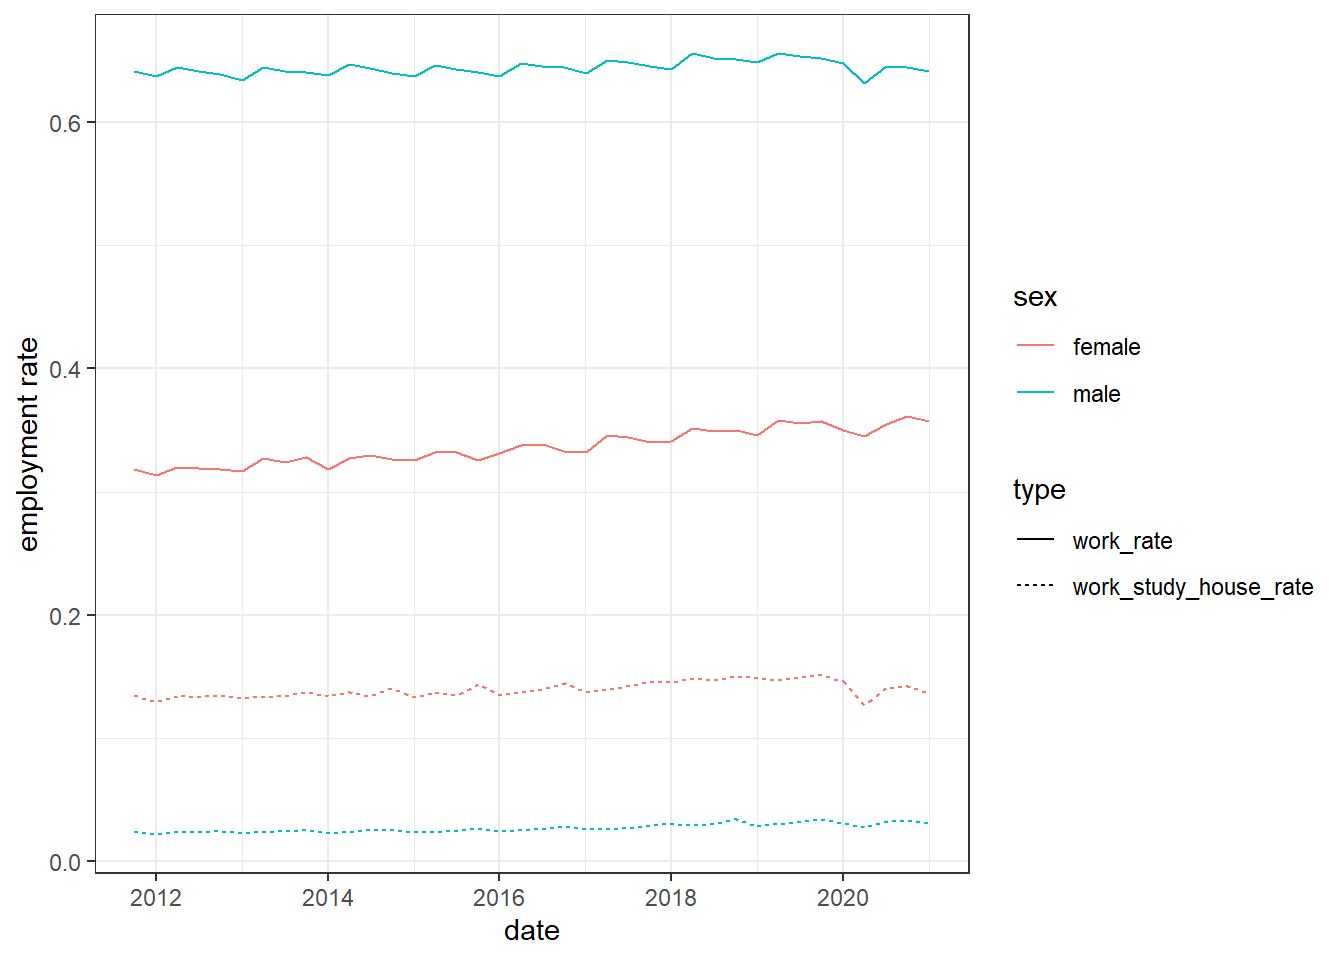 employment rate
0.6
0.4
0.2
0.0
2012 2014 2016 2018 2020
date
sex
female
male
type
work_rate
work_study_house_rate